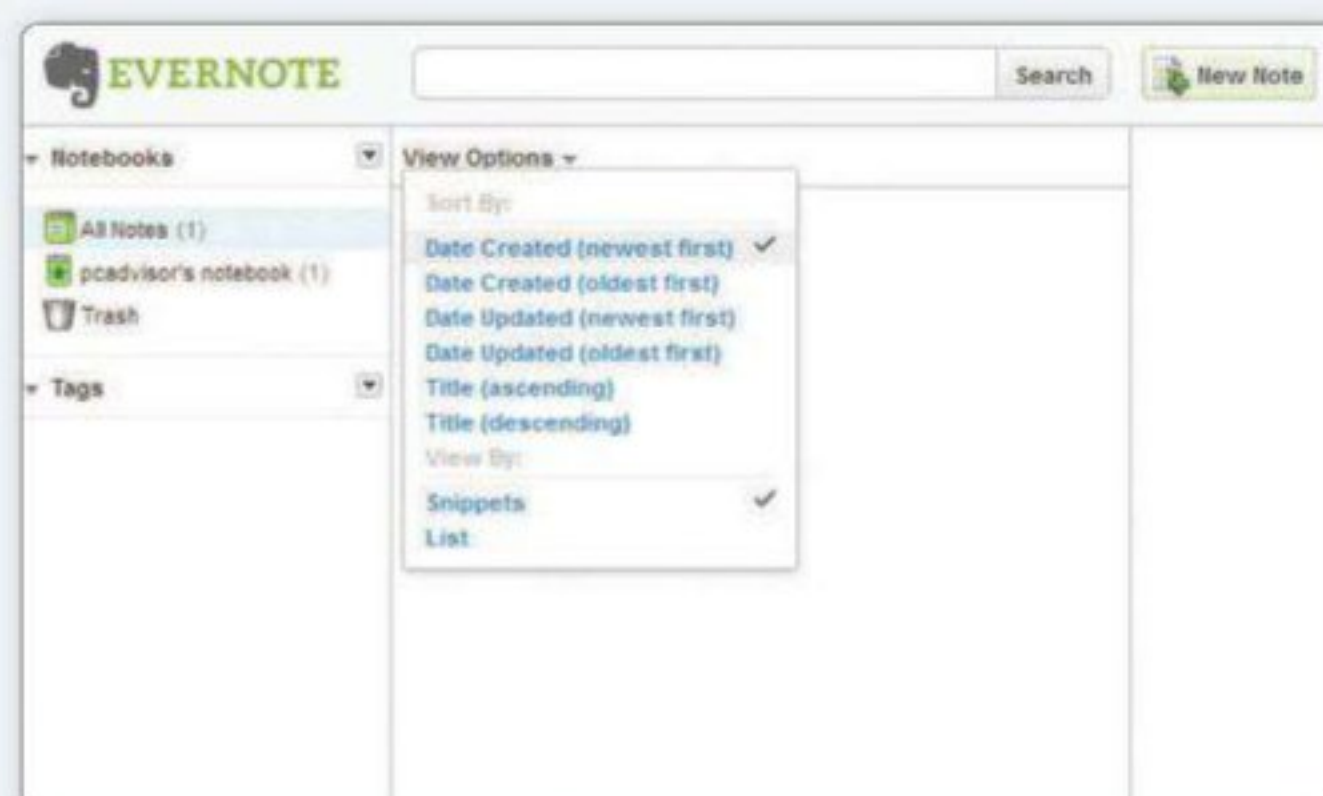 EVERNOTE
Search
New Note
Notebooks
All Notes (1)
pcadvisor's notebook (1)
Trash
Tags
View Options
Sort By:
Date Created (newest first)
Date Created (oldest first)
Date Updated (newest first)
Date Updated (oldest first)
Title (ascending)
Title (descending)
View By:
Snippets
List